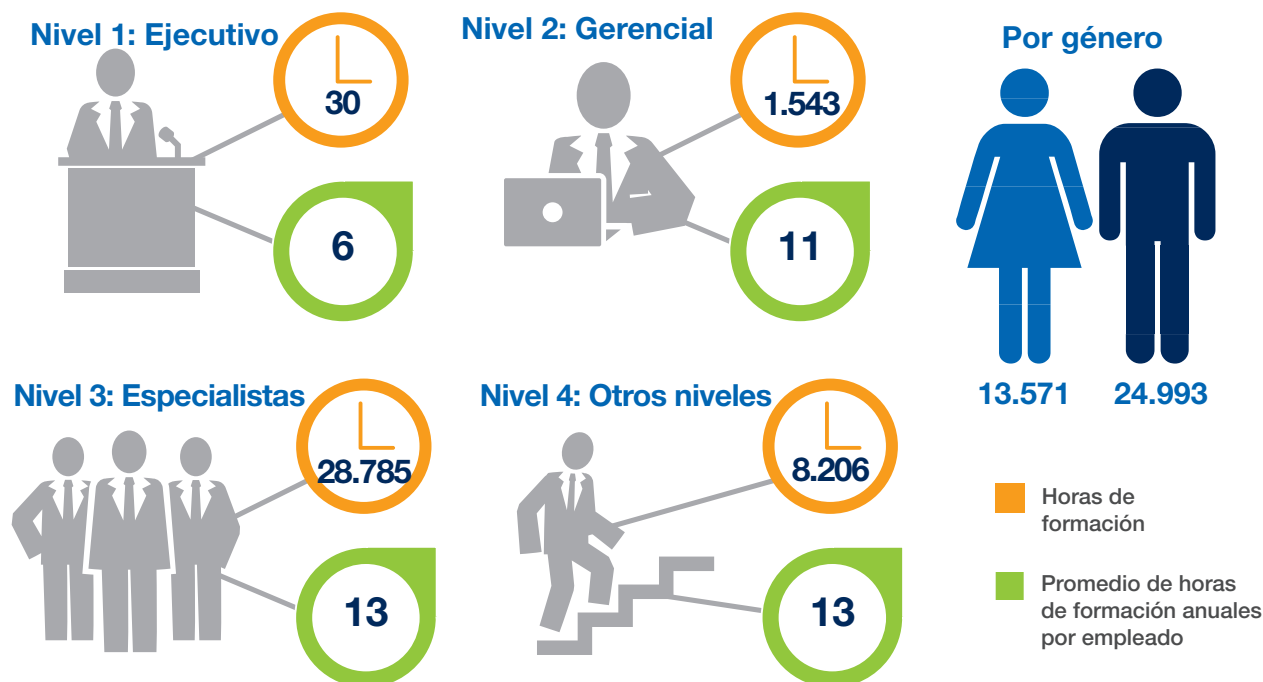 Nivel 1: Ejecutivo
30
6
Nivel 2: Gerencial
1.543
11
Por género
13.571
24.993
Nivel 3: Especialistas
28.785
13
Nivel 4: Otros niveles
8.206
13
Horas de
formación
Promedio de horas
de formación anuales
por empleado